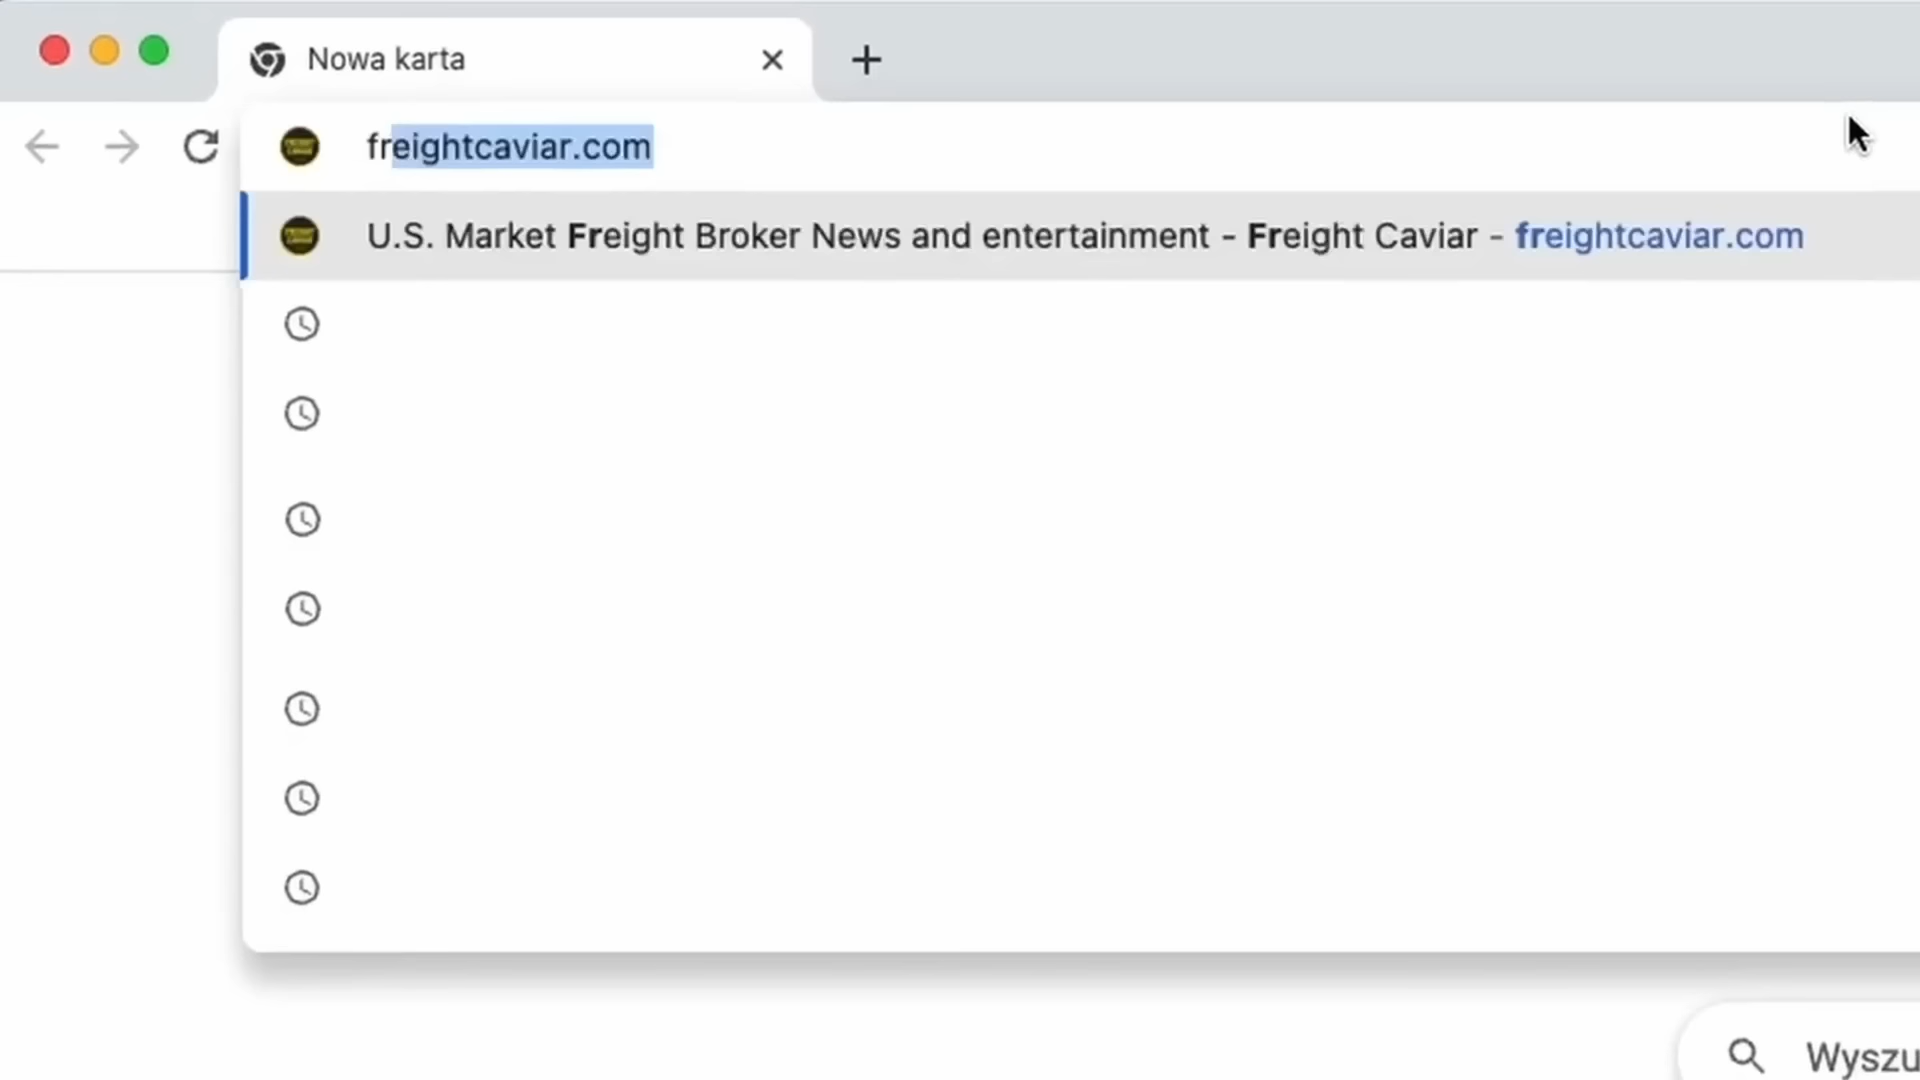 Nowa karta
freightcaviar.com
U.S. Market Freight Broker News and entertainment - Freight Caviar - freightcaviar.com
Wyszu